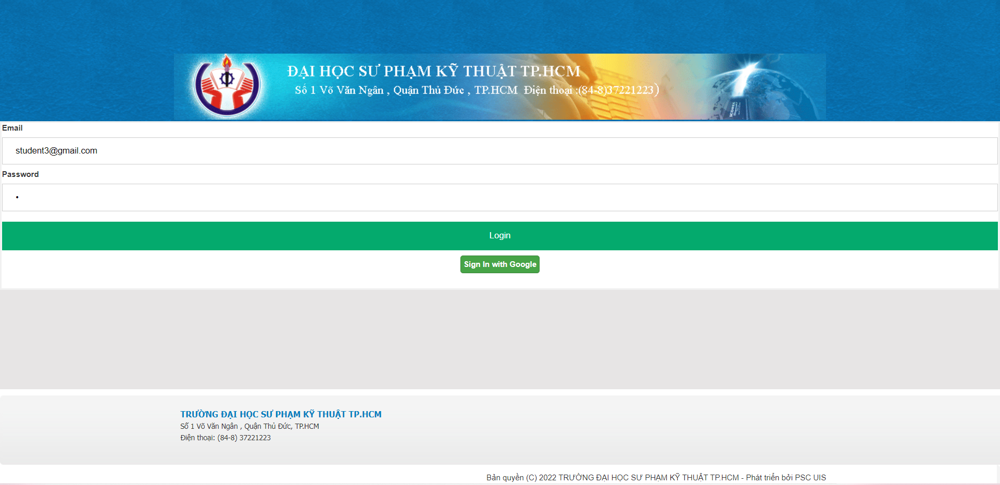 ĐẠI HỌC SƯ PHẠM KỸ THUẬT TP.HCM
Số 1 Võ Văn Ngân , Quận Thủ Đức , TP.HCM Điện thoại :(84-8)37221223)
Email
student3@gmail.com
Password
Login
Sign In with Google
TRƯỜNG ĐẠI HỌC SƯ PHẠM KỸ THUẬT TP.HCM
Số 1 Võ Văn Ngân , Quận Thủ Đức, TP.HCM
Điện thoại: (84-8) 37221223
Bản quyền (C) 2022 TRƯỜNG ĐẠI HỌC SƯ PHẠM KỸ THUẬT TP.HCM - Phát triển bởi PSC UIS